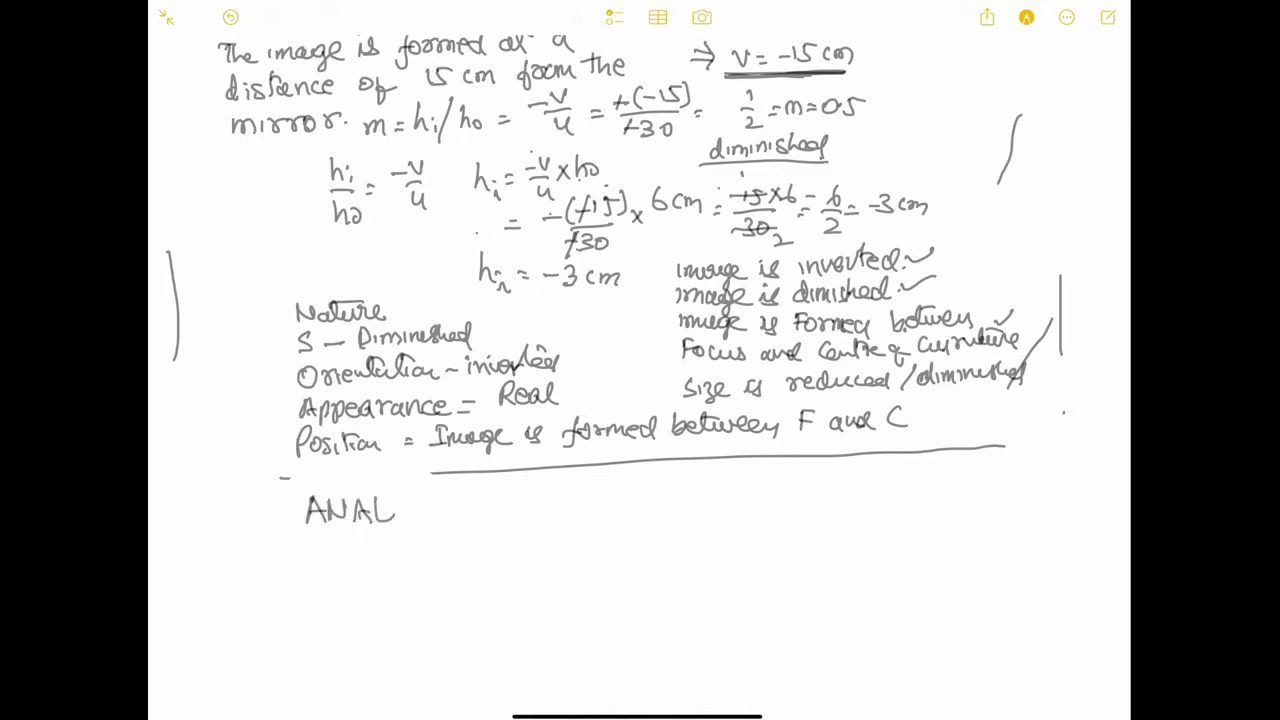 The image is formed at a ⇒ v = -15 cm
distance of 15 cm from the
mirror. m = hi/ho = -v/u = +(-15)/+30 = 1/2 = m = 0.5
diminished
hi/ho = -v/u hi = -v/u × ho
= -(+15)/+30 × 6 cm = -15×6/30 2 = -6/2 = -3 cm
hi = -3 cm
Image is inverted. ✓
Image is diminished. ✓
Nature Image is Formed between ✓
S - Diminished Focus and Centre of Curvature
Orientation - inverted Size is reduced / diminished
Appearance = Real
Position = Image is formed between F and C
ANAL